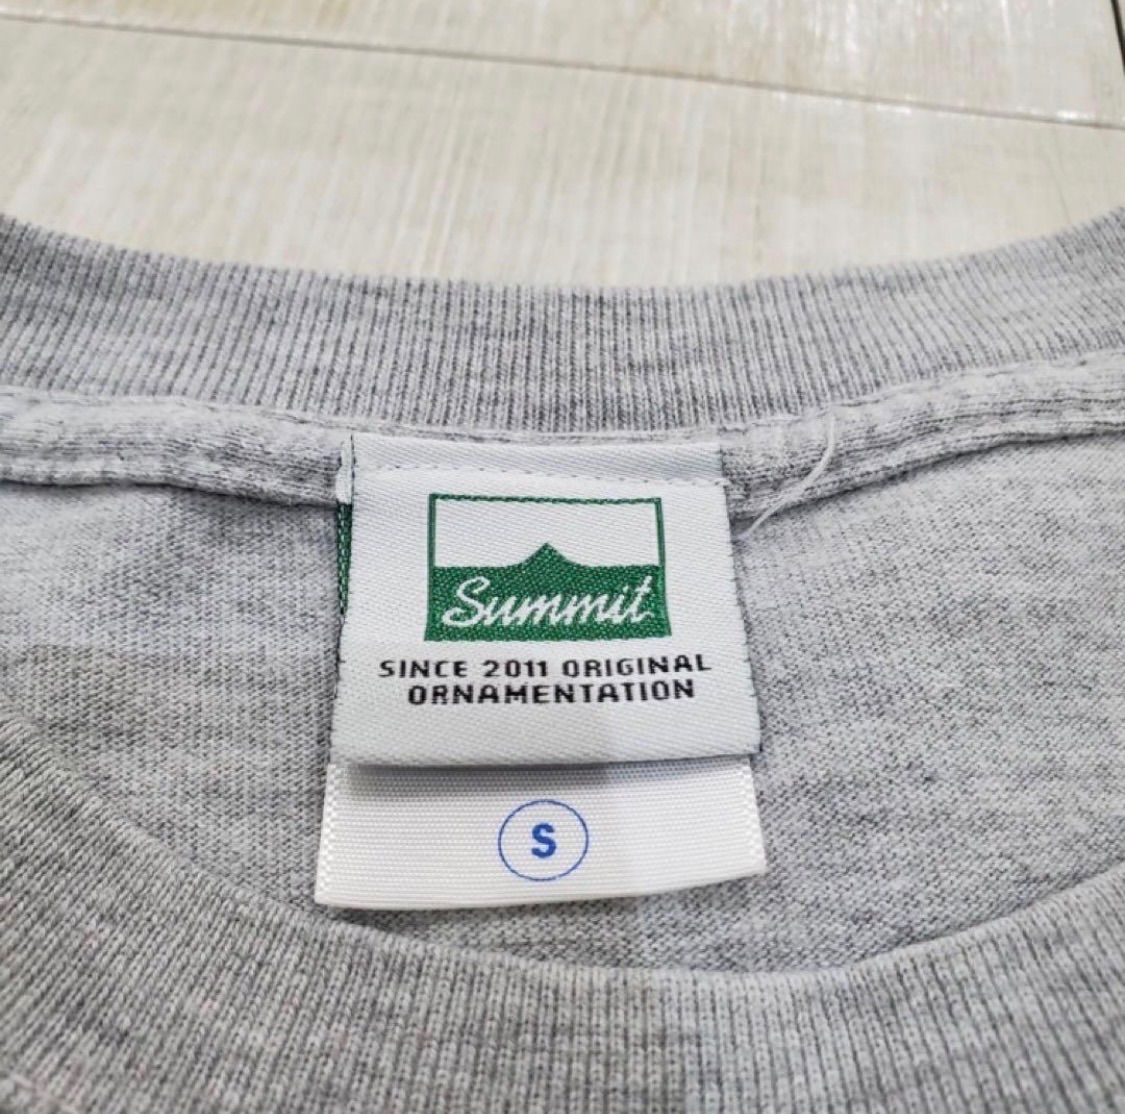 Summit
SINCE 2011 ORIGINAL
ORNAMENTATION
S